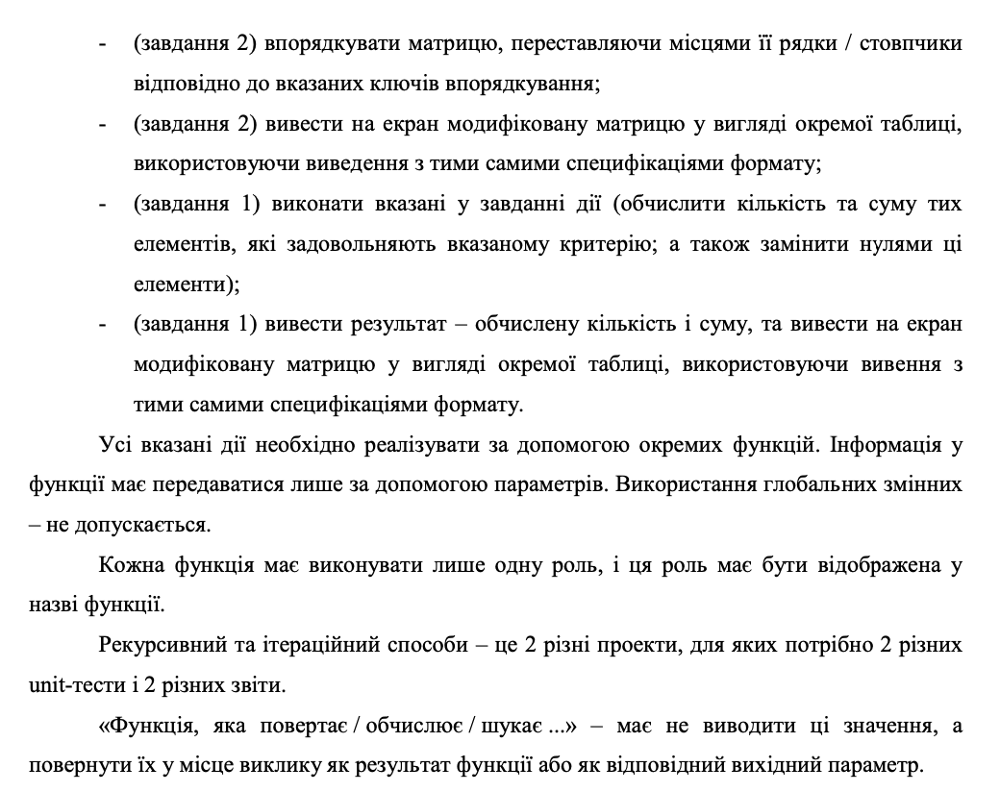 - (завдання 2) впорядкувати матрицю, переставляючи місцями її рядки / стовпчики
відповідно до вказаних ключів впорядкування;
- (завдання 2) вивести на екран модифіковану матрицю у вигляді окремої таблиці,
використовуючи виведення з тими самими специфікаціями формату;
- (завдання 1) виконати вказані у завданні дії (обчислити кількість та суму тих
елементів, які задовольняють вказаному критерію; а також замінити нулями ці
елементи);
- (завдання 1) вивести результат – обчислену кількість і суму, та вивести на екран
модифіковану матрицю у вигляді окремої таблиці, використовуючи вивення з
тими самими специфікаціями формату.
Усі вказані дії необхідно реалізувати за допомогою окремих функцій. Інформація у
функції має передаватися лише за допомогою параметрів. Використання глобальних змінних
– не допускається.
Кожна функція має виконувати лише одну роль, і ця роль має бути відображена у
назві функції.
Рекурсивний та ітераційний способи – це 2 різні проекти, для яких потрібно 2 різних
unit-тести і 2 різних звіти.
«Функція, яка повертає / обчислює / шукає ...» – має не виводити ці значення, а
повернути їх у місце виклику як результат функції або як відповідний вихідний параметр.